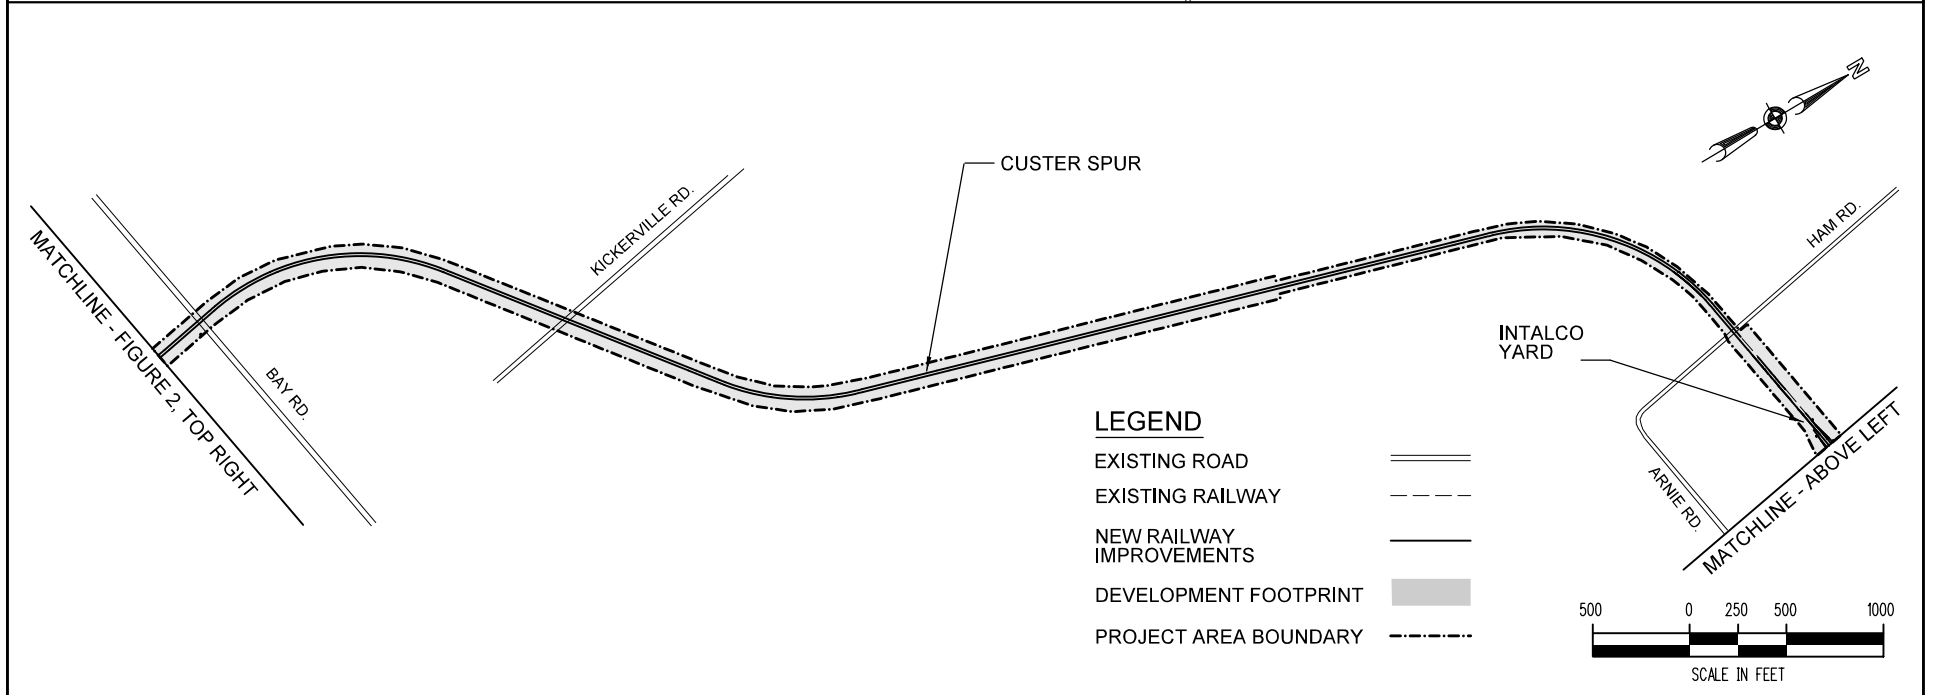 N
CUSTER SPUR
KICKERVILLE RD.
HAM RD.
MATCHLINE - FIGURE 2, TOP RIGHT
BAY RD.
INTALCO
YARD
ARNIE RD.
MATCHLINE - ABOVE LEFT
LEGEND
EXISTING ROAD
EXISTING RAILWAY
NEW RAILWAY
IMPROVEMENTS
DEVELOPMENT FOOTPRINT
PROJECT AREA BOUNDARY
500 0 250 500 1000
SCALE IN FEET